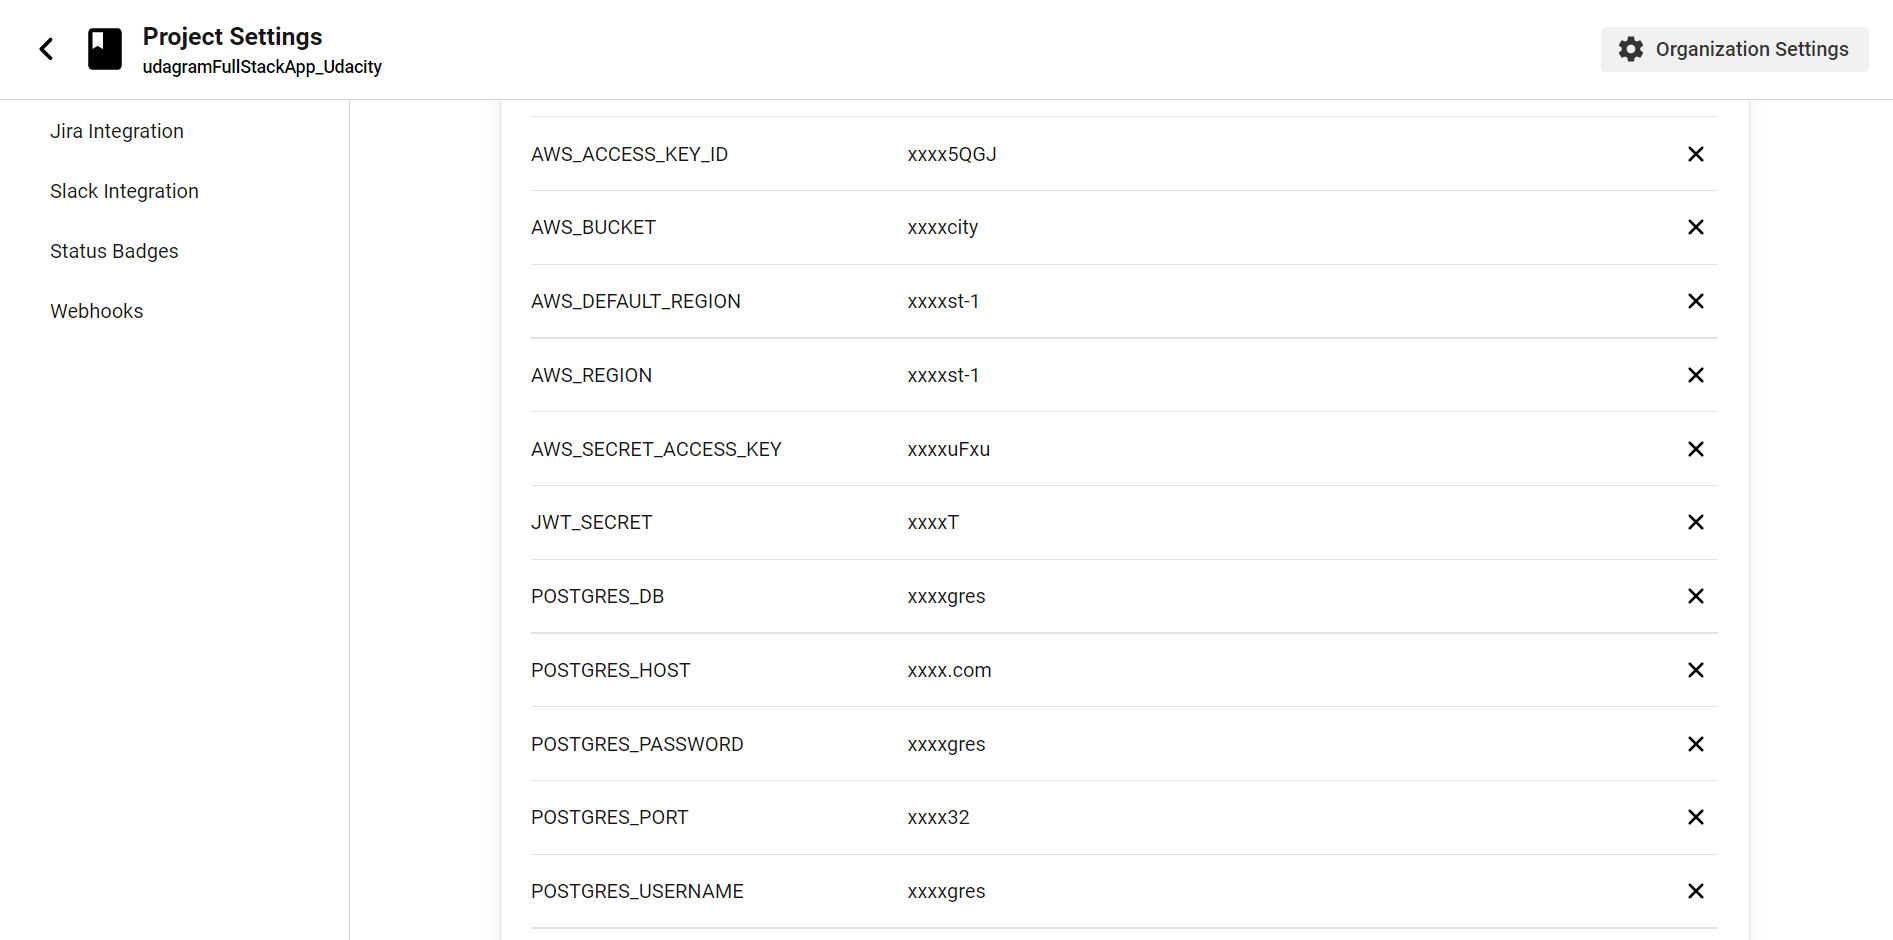 Project Settings
udagramFullStackApp_Udacity
Organization Settings
Jira Integration
Slack Integration
Status Badges
Webhooks
AWS_ACCESS_KEY_ID xxxx5QGJ
AWS_BUCKET xxxxcity
AWS_DEFAULT_REGION xxxxst-1
AWS_REGION xxxxst-1
AWS_SECRET_ACCESS_KEY xxxxuFxu
JWT_SECRET xxxxT
POSTGRES_DB xxxxgres
POSTGRES_HOST xxxx.com
POSTGRES_PASSWORD xxxxgres
POSTGRES_PORT xxxx32
POSTGRES_USERNAME xxxxgres